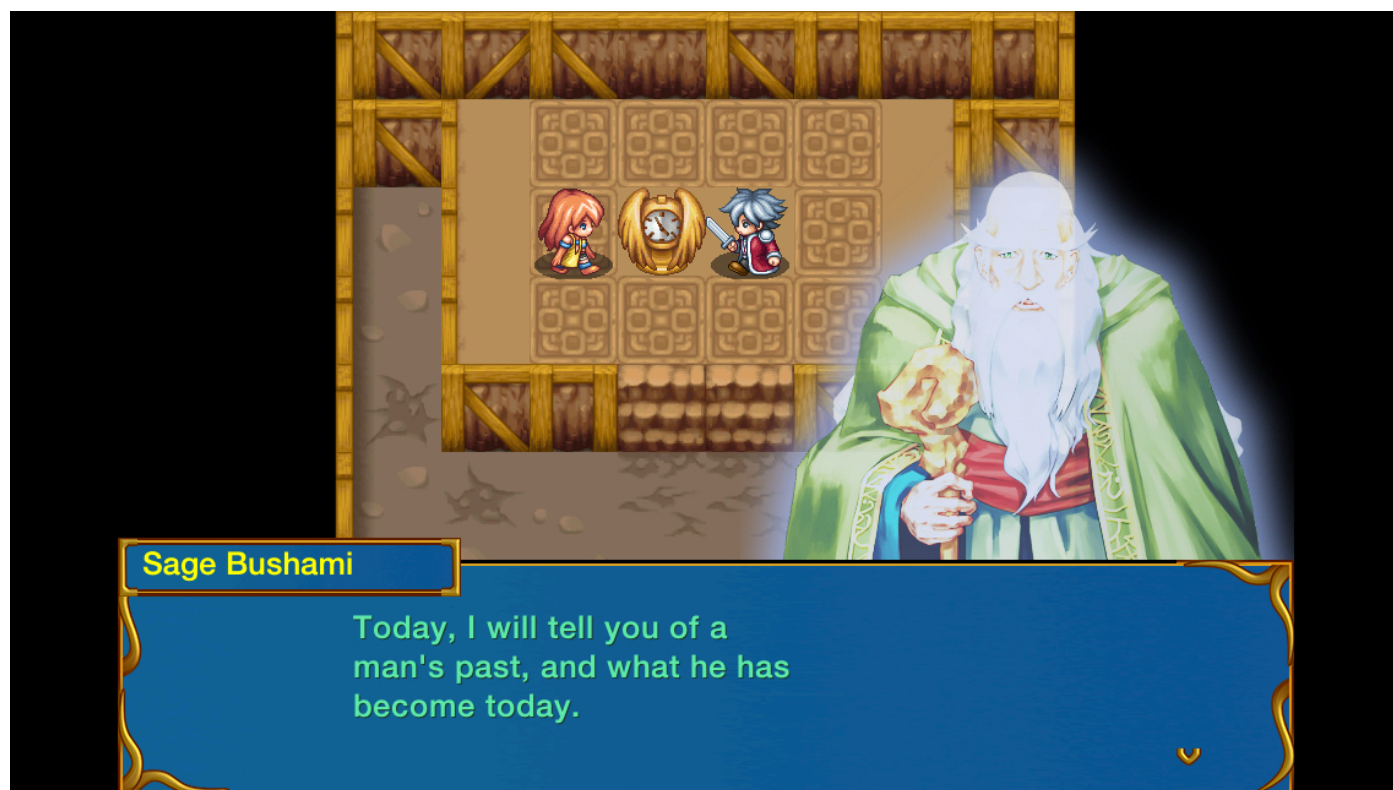 Sage Bushami
Today, I will tell you of a
man's past, and what he has
become today.